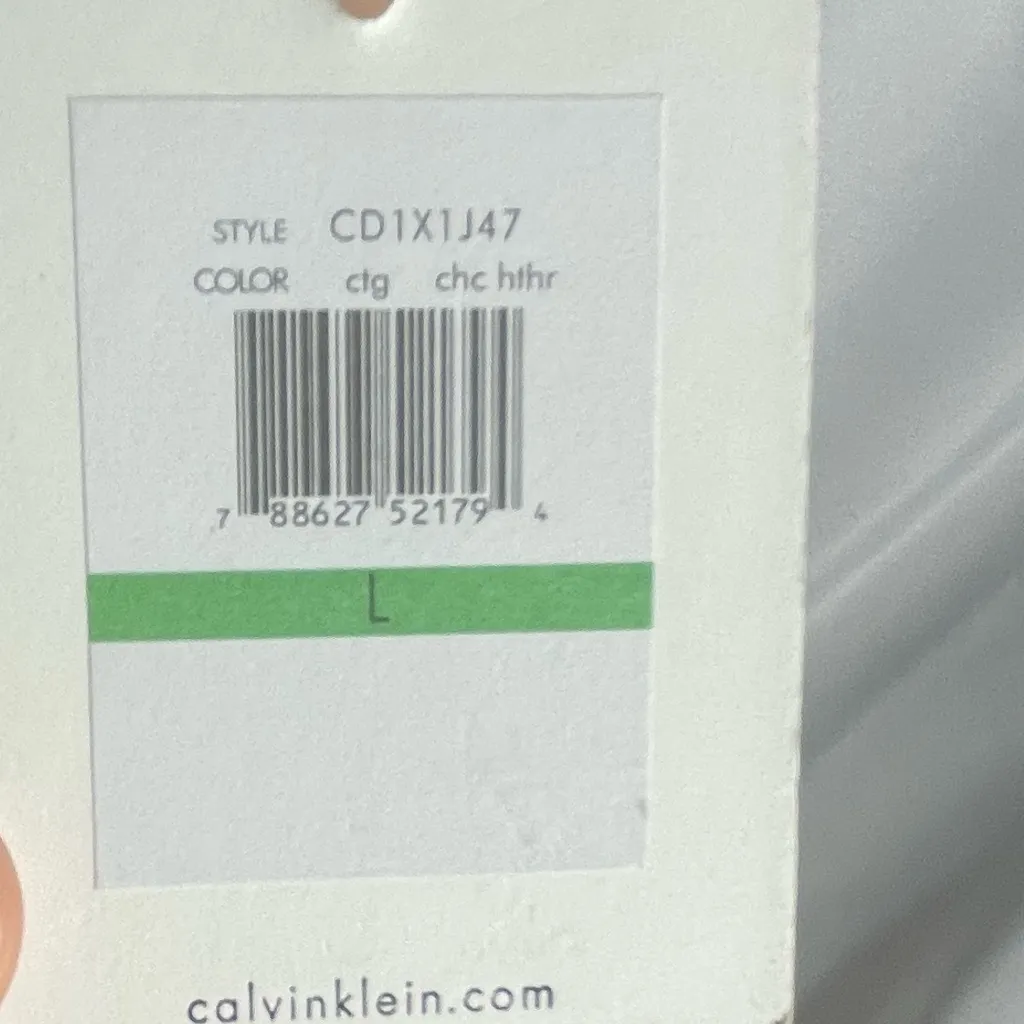 STYLE CD1X1J47
COLOR ctg chc hthr
7 88627 52179 4
L
calvinklein.com